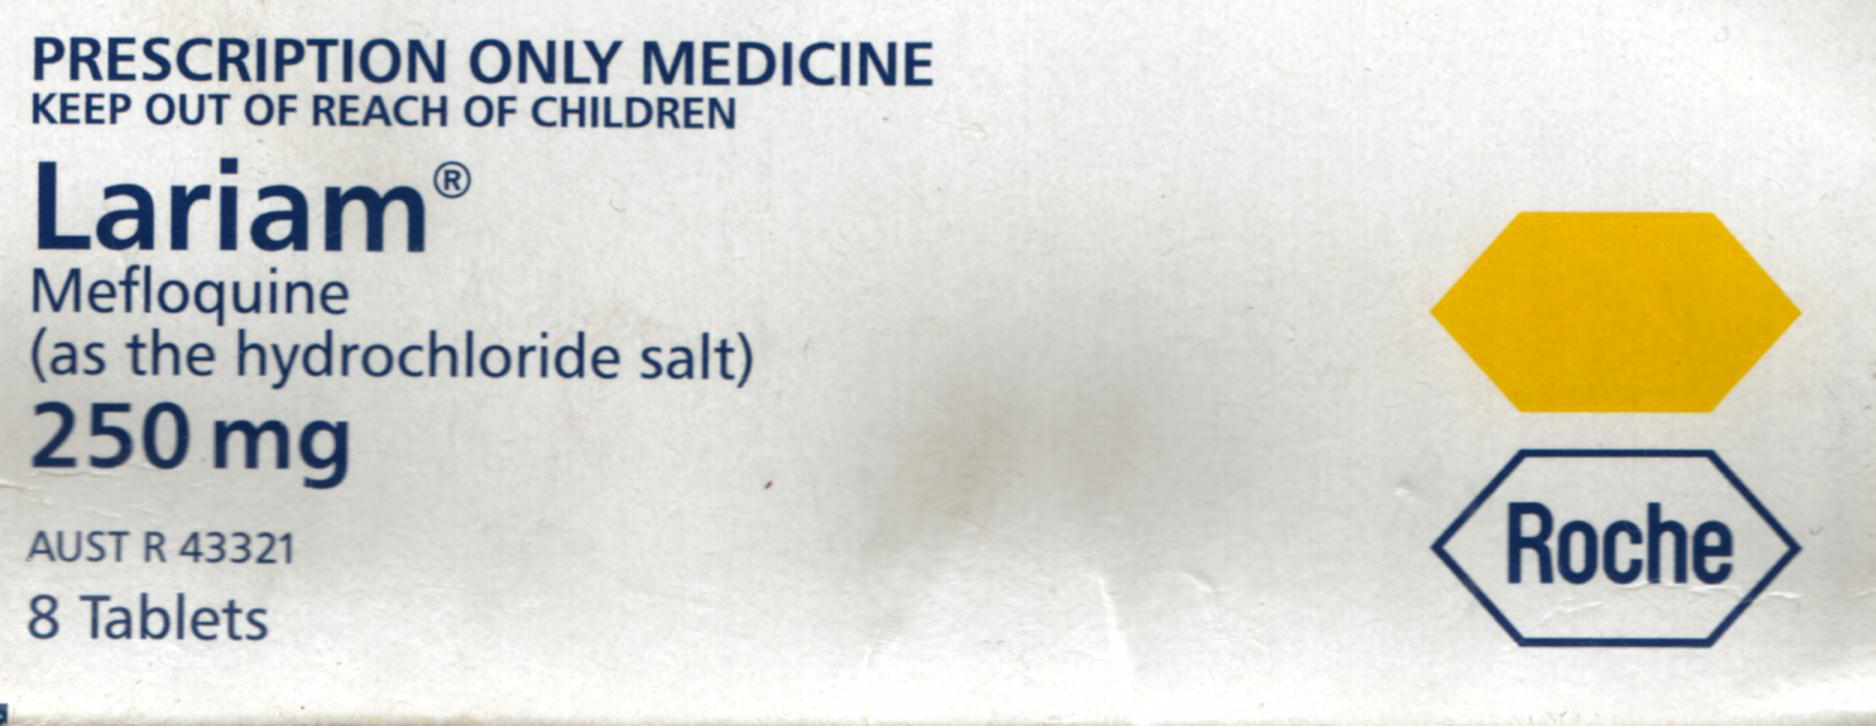 PRESCRIPTION ONLY MEDICINE
KEEP OUT OF REACH OF CHILDREN
Lariam®
Mefloquine
(as the hydrochloride salt)
250 mg
AUST R 43321
8 Tablets
Roche